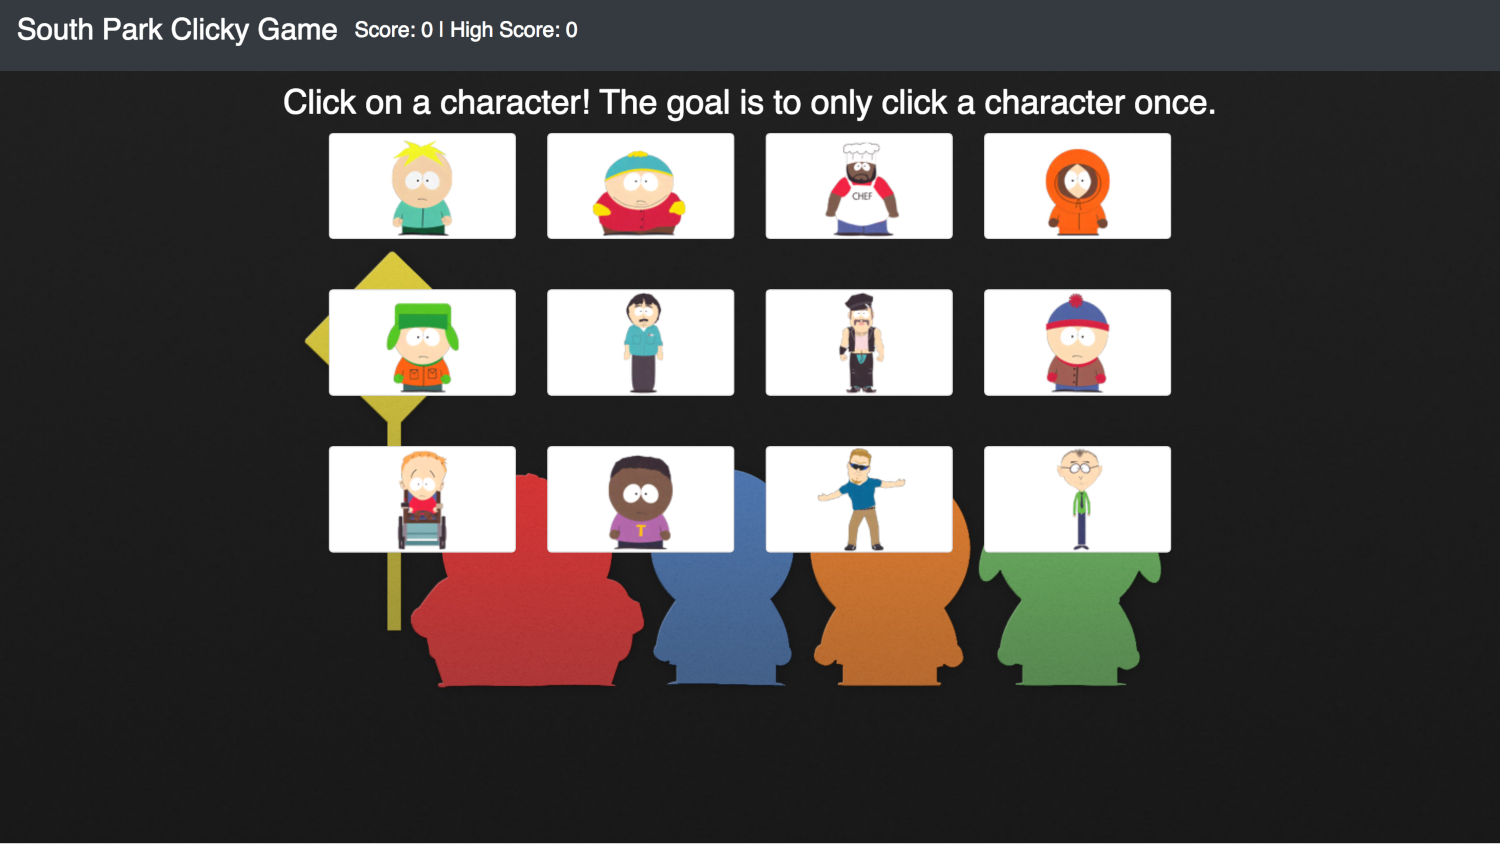 South Park Clicky Game Score: 0 | High Score: 0
Click on a character! The goal is to only click a character once.
CHEF
T